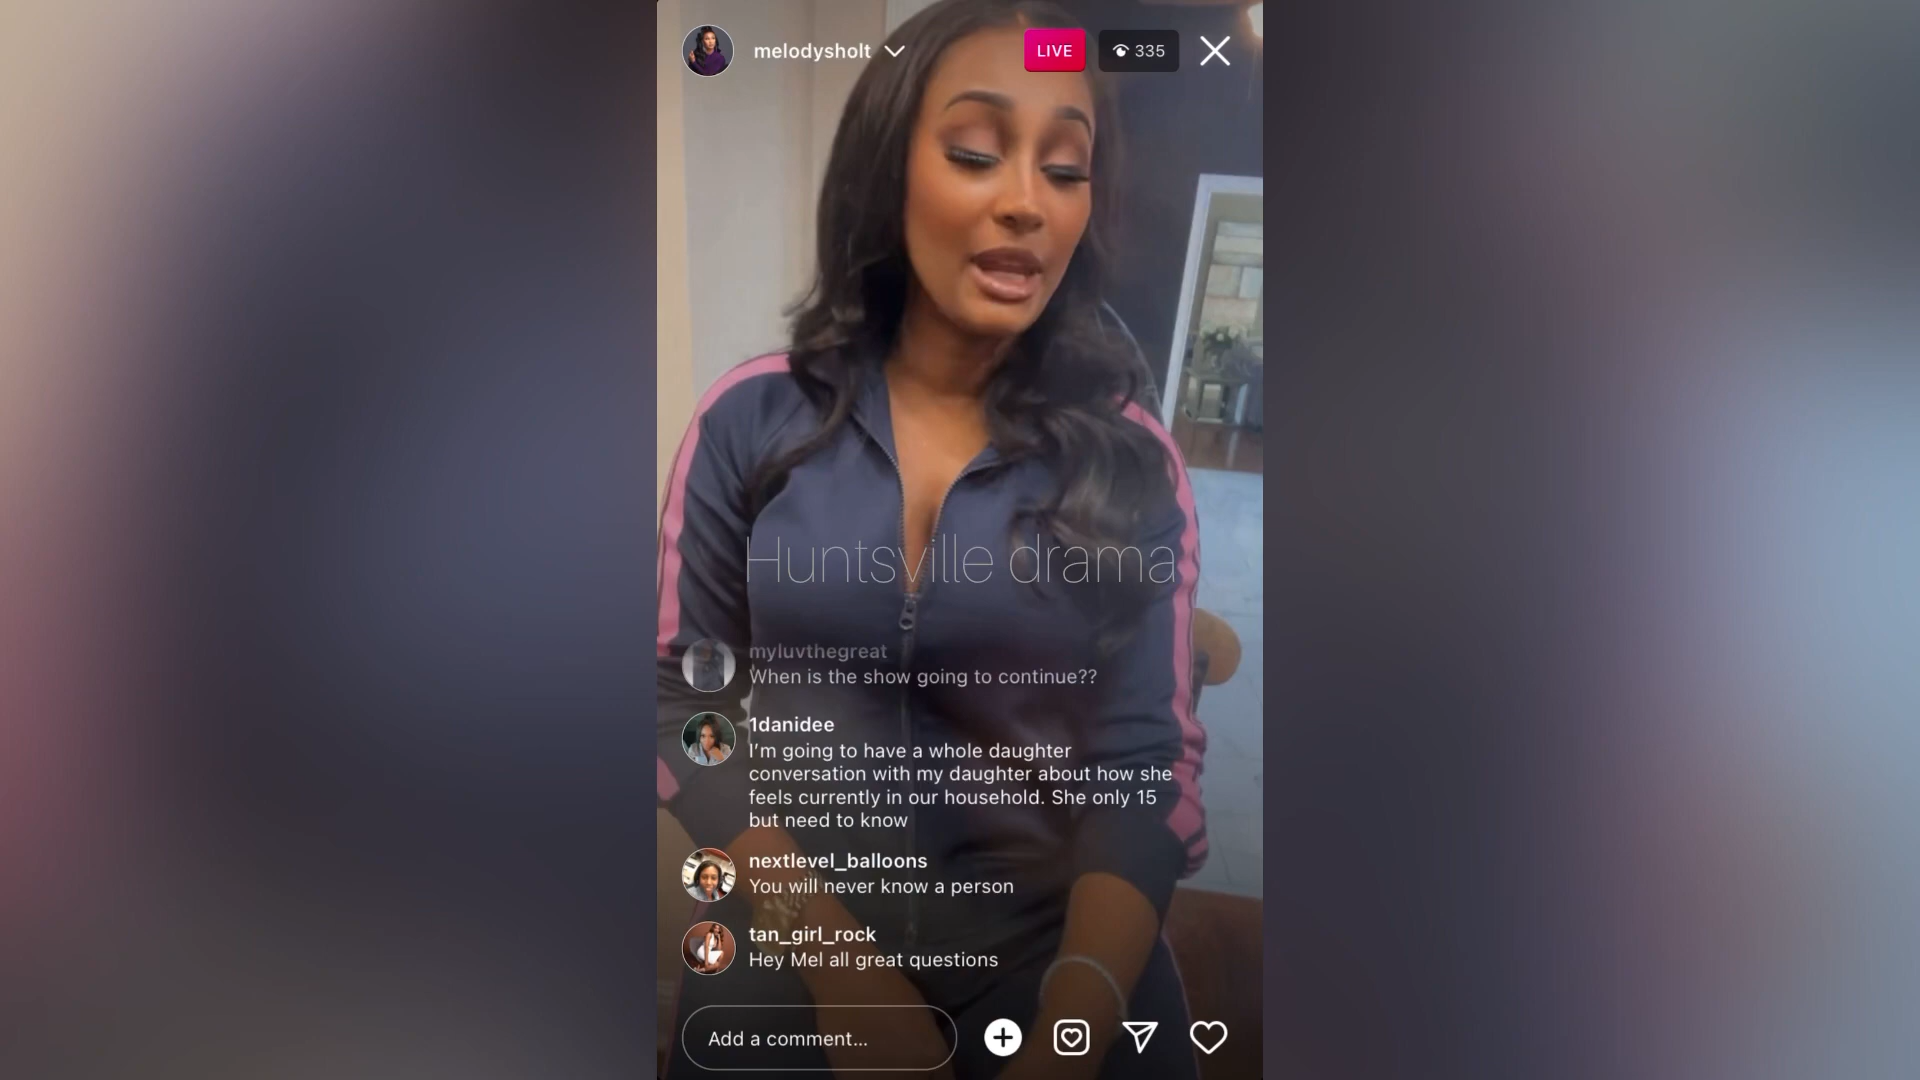 melodysholt
LIVE
335
Huntsville drama
myluvthegreat
When is the show going to continue??
1danidee
I’m going to have a whole daughter
conversation with my daughter about how she
feels currently in our household. She only 15
but need to know
nextlevel_balloons
You will never know a person
tan_girl_rock
Hey Mel all great questions
Add a comment...